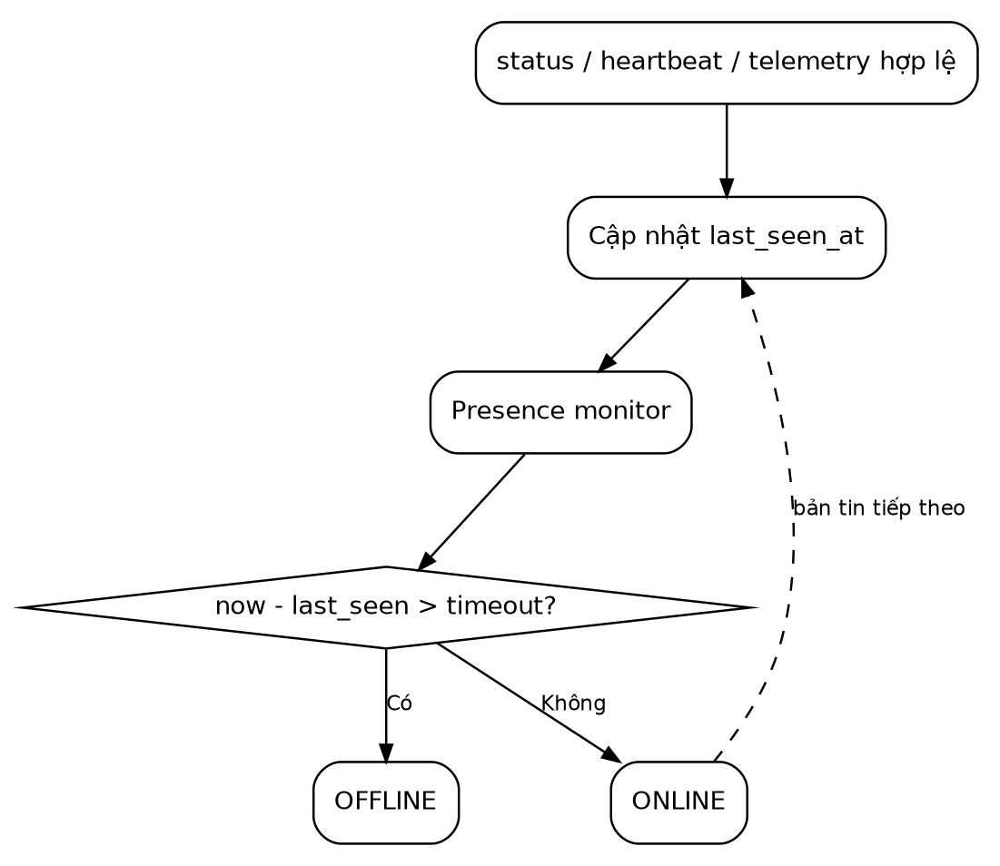 status / heartbeat / telemetry hợp lệ
Cập nhật last_seen_at
Presence monitor
bản tin tiếp theo
now - last_seen > timeout?
Có
Không
OFFLINE
ONLINE